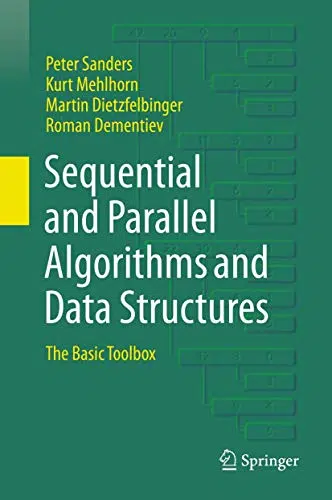 Peter Sanders
Kurt Mehlhorn
Martin Dietzfelbinger
Roman Dementiev
Sequential
and Parallel
Algorithms and
Data Structures
The Basic Toolbox
Springer